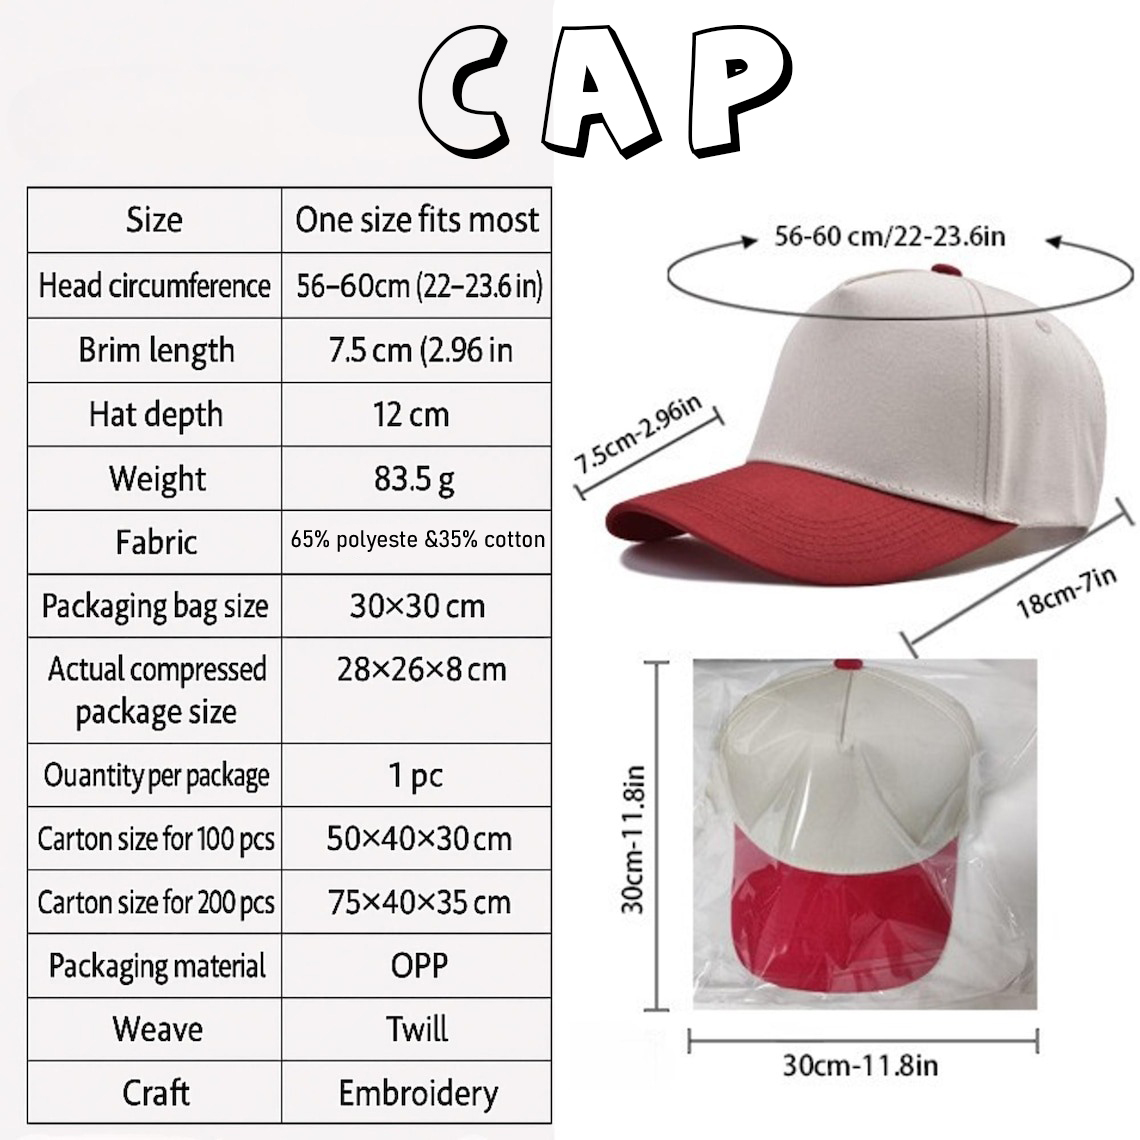 CAP
Size One size fits most
Head circumference 56–60cm (22–23.6 in)
Brim length 7.5 cm (2.96 in
Hat depth 12 cm
Weight 83.5 g
Fabric 65% polyeste &35% cotton
Packaging bag size 30×30 cm
Actual compressed 28×26×8 cm
package size
Ouantity per package 1 pc
Carton size for 100 pcs 50×40×30 cm
Carton size for 200 pcs 75×40×35 cm
Packaging material OPP
Weave Twill
Craft Embroidery
56-60 cm/22-23.6in
7.5cm-2.96in
18cm-7in
30cm-11.8in
30cm-11.8in